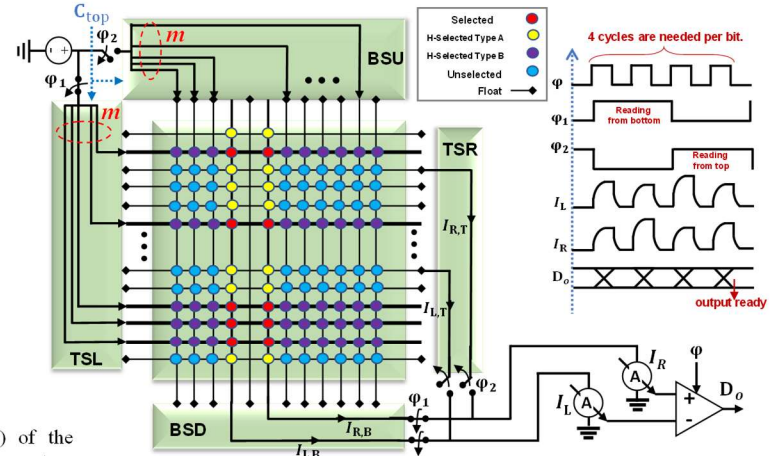 C_top
φ₂
m
BSU
φ₁
m
TSL
TSR
I_R,T
I_L,T
φ₁
φ₂
BSD
I_R,B
I_L,B
) of the
Selected
H-Selected Type A
H-Selected Type B
Unselected
Float
4 cycles are needed per bit.
φ
φ₁
Reading
from bottom
φ₂
Reading
from top
I_L
I_R
D_o
output ready
φ
I_R
A
I_L
A
+
-
D_o